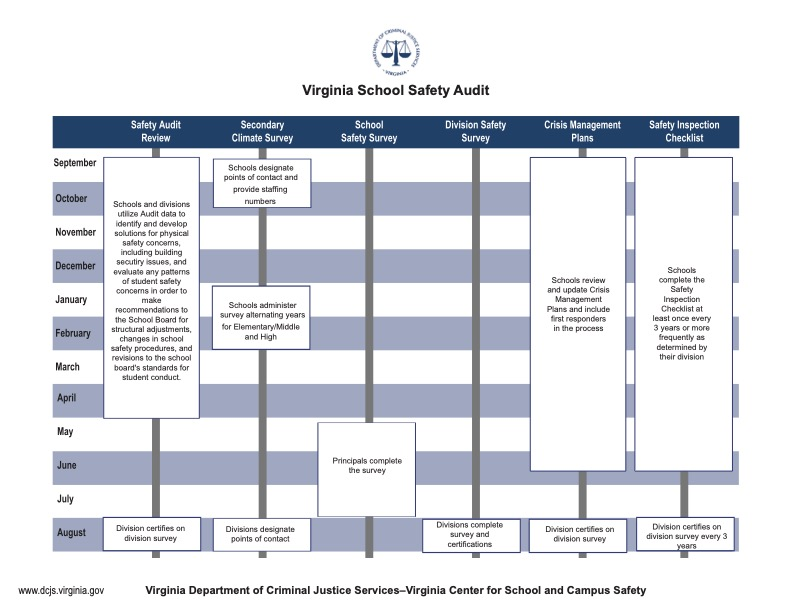 DEPARTMENT OF CRIMINAL JUSTICE SERVICES
• VIRGINIA •
Virginia School Safety Audit
Safety Audit
Review
Secondary
Climate Survey
School
Safety Survey
Division Safety
Survey
Crisis Management
Plans
Safety Inspection
Checklist
September
October
November
December
January
February
March
April
May
June
July
August
Schools and divisions
utilize Audit data to
identify and develop
solutions for physical
safety concerns,
including building
secutiry issues, and
evaluate any patterns
of student safety
concerns in order to
make
recommendations to
the School Board for
structural adjustments,
changes in school
safety procedures, and
revisions to the school
board's standards for
student conduct.
Division certifies on
division survey
Schools designate
points of contact and
provide staffing
numbers
Schools administer
survey alternating years
for Elementary/Middle
and High
Divisions designate
points of contact
Principals complete
the survey
Divisions complete
survey and
certifications
Schools review
and update Crisis
Management
Plans and include
first responders
in the process
Division certifies on
division survey
Schools
complete the
Safety
Inspection
Checklist at
least once every
3 years or more
frequently as
determined by
their division
Division certifies on
division survey every 3
years
www.dcjs.virginia.gov
Virginia Department of Criminal Justice Services–Virginia Center for School and Campus Safety